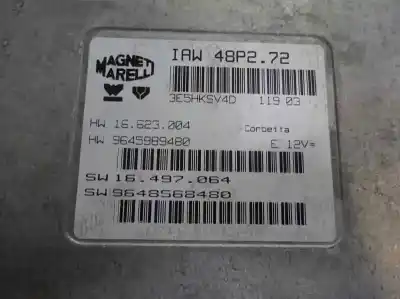 MAGNETI
MARELLI
IAW 48P2.72
3E5HKSV4D 119 03
HW 16.623.004 Corbetta
HW 9645989480 E 12V=
SW 16.497.064
SW 9648568480